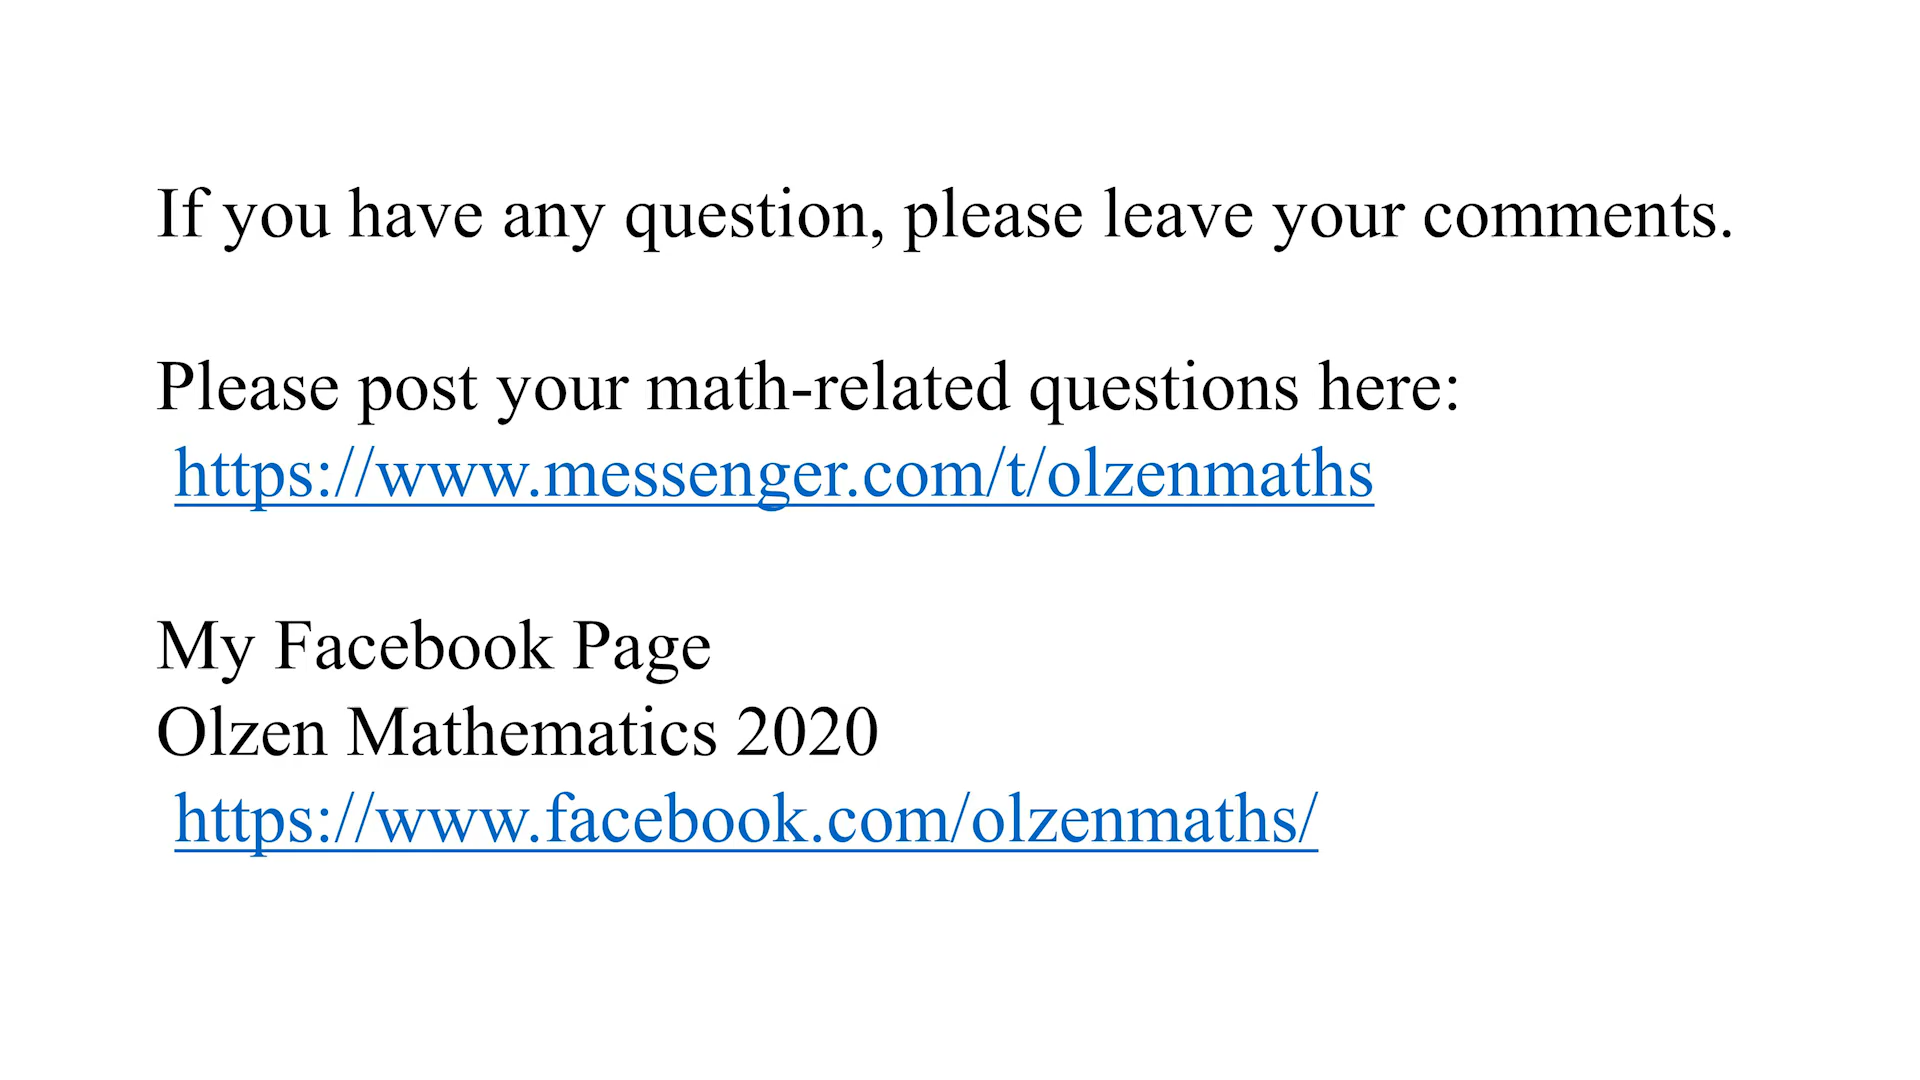 If you have any question, please leave your comments.
Please post your math-related questions here:
https://www.messenger.com/t/olzenmaths
My Facebook Page
Olzen Mathematics 2020
https://www.facebook.com/olzenmaths/